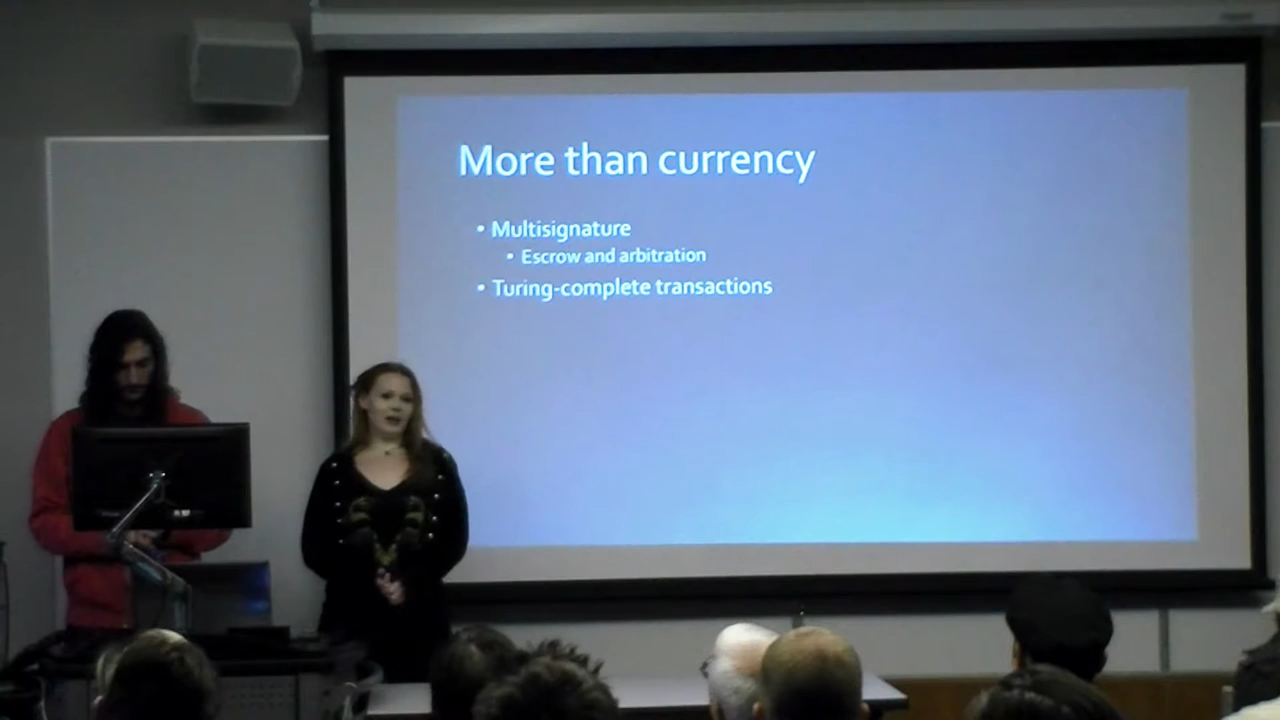 More than currency
• Multisignature
• Escrow and arbitration
• Turing-complete transactions